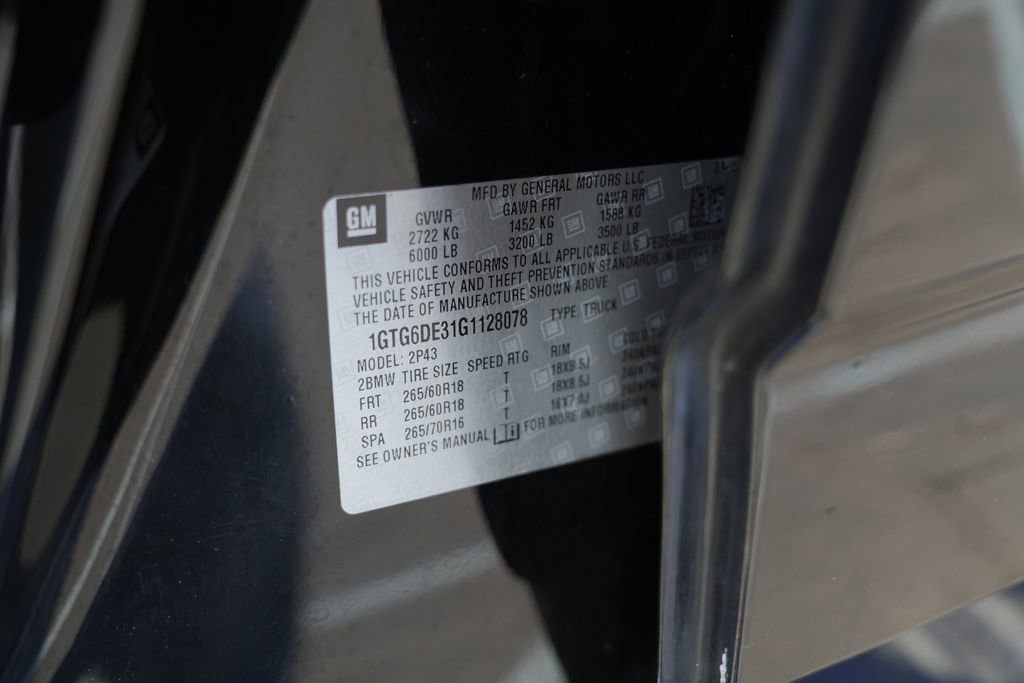 GM
MFD BY GENERAL MOTORS LLC
GVWR GAWR FRT GAWR RR
2722 KG 1452 KG 1588 KG
6000 LB 3200 LB 3500 LB
THIS VEHICLE CONFORMS TO ALL APPLICABLE U.S. FEDERAL MOTOR
VEHICLE SAFETY AND THEFT PREVENTION STANDARDS IN EFFECT
THE DATE OF MANUFACTURE SHOWN ABOVE.
1GTG6DE31G1128078 TYPE: TRUCK
MODEL: 2P43
2BMW TIRE SIZE SPEED RTG RIM COLD
FRT 265/60R18 T 18X8.5J 240KPA
RR 265/60R18 T 18X8.5J 240KPA
SPA 265/70R16 T
SEE OWNER'S MANUAL FOR MORE INFORMATION.